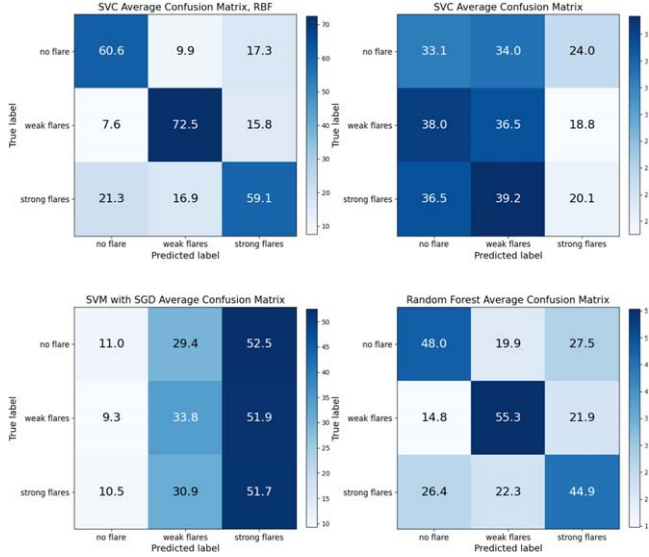 SVC Average Confusion Matrix, RBF
no flare 60.6 9.9 17.3
weak flares 7.6 72.5 15.8
strong flares 21.3 16.9 59.1
no flare weak flares strong flares
Predicted label
True label
70
60
50
40
30
20
10
SVC Average Confusion Matrix
no flare 33.1 34.0 24.0
weak flares 38.0 36.5 18.8
strong flares 36.5 39.2 20.1
no flare weak flares strong flares
Predicted label
True label
SVM with SGD Average Confusion Matrix
no flare 11.0 29.4 52.5
weak flares 9.3 33.8 51.9
strong flares 10.5 30.9 51.7
no flare weak flares strong flares
Predicted label
True label
50
45
40
35
30
25
20
15
10
Random Forest Average Confusion Matrix
no flare 48.0 19.9 27.5
weak flares 14.8 55.3 21.9
strong flares 26.4 22.3 44.9
no flare weak flares strong flares
Predicted label
True label